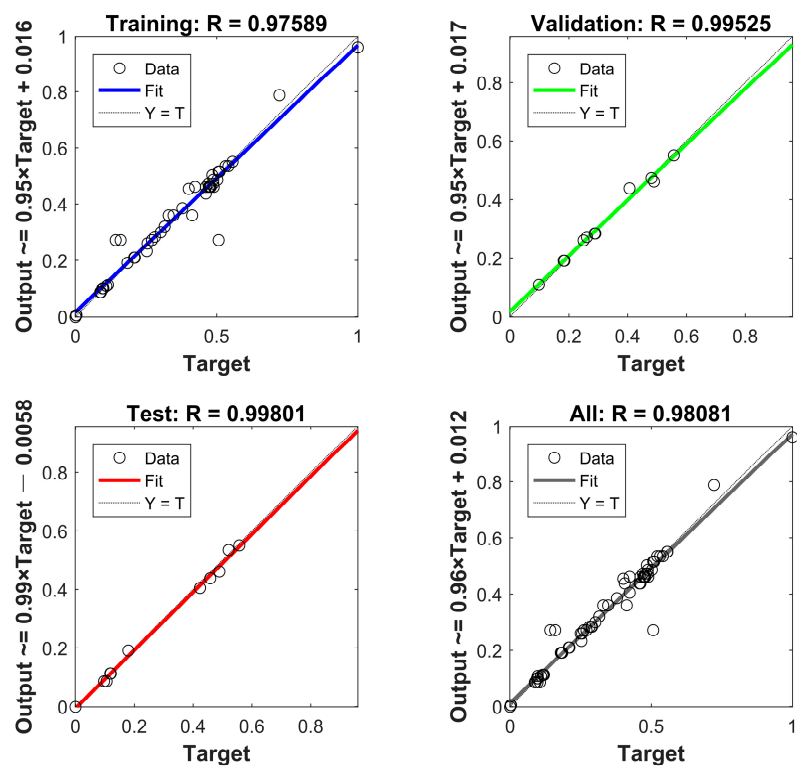 Training: R = 0.97589
Output ~= 0.95×Target + 0.016
1
0.8
0.6
0.4
0.2
0
Data
Fit
Y = T
0
0.5
1
Target
Validation: R = 0.99525
Output ~= 0.95×Target + 0.017
0.8
0.6
0.4
0.2
0
Data
Fit
Y = T
0
0.2
0.4
0.6
0.8
Target
Test: R = 0.99801
Output ~= 0.99×Target — 0.0058
0.8
0.6
0.4
0.2
0
Data
Fit
Y = T
0
0.2
0.4
0.6
0.8
Target
All: R = 0.98081
Output ~= 0.96×Target + 0.012
1
0.8
0.6
0.4
0.2
0
Data
Fit
Y = T
0
0.5
1
Target